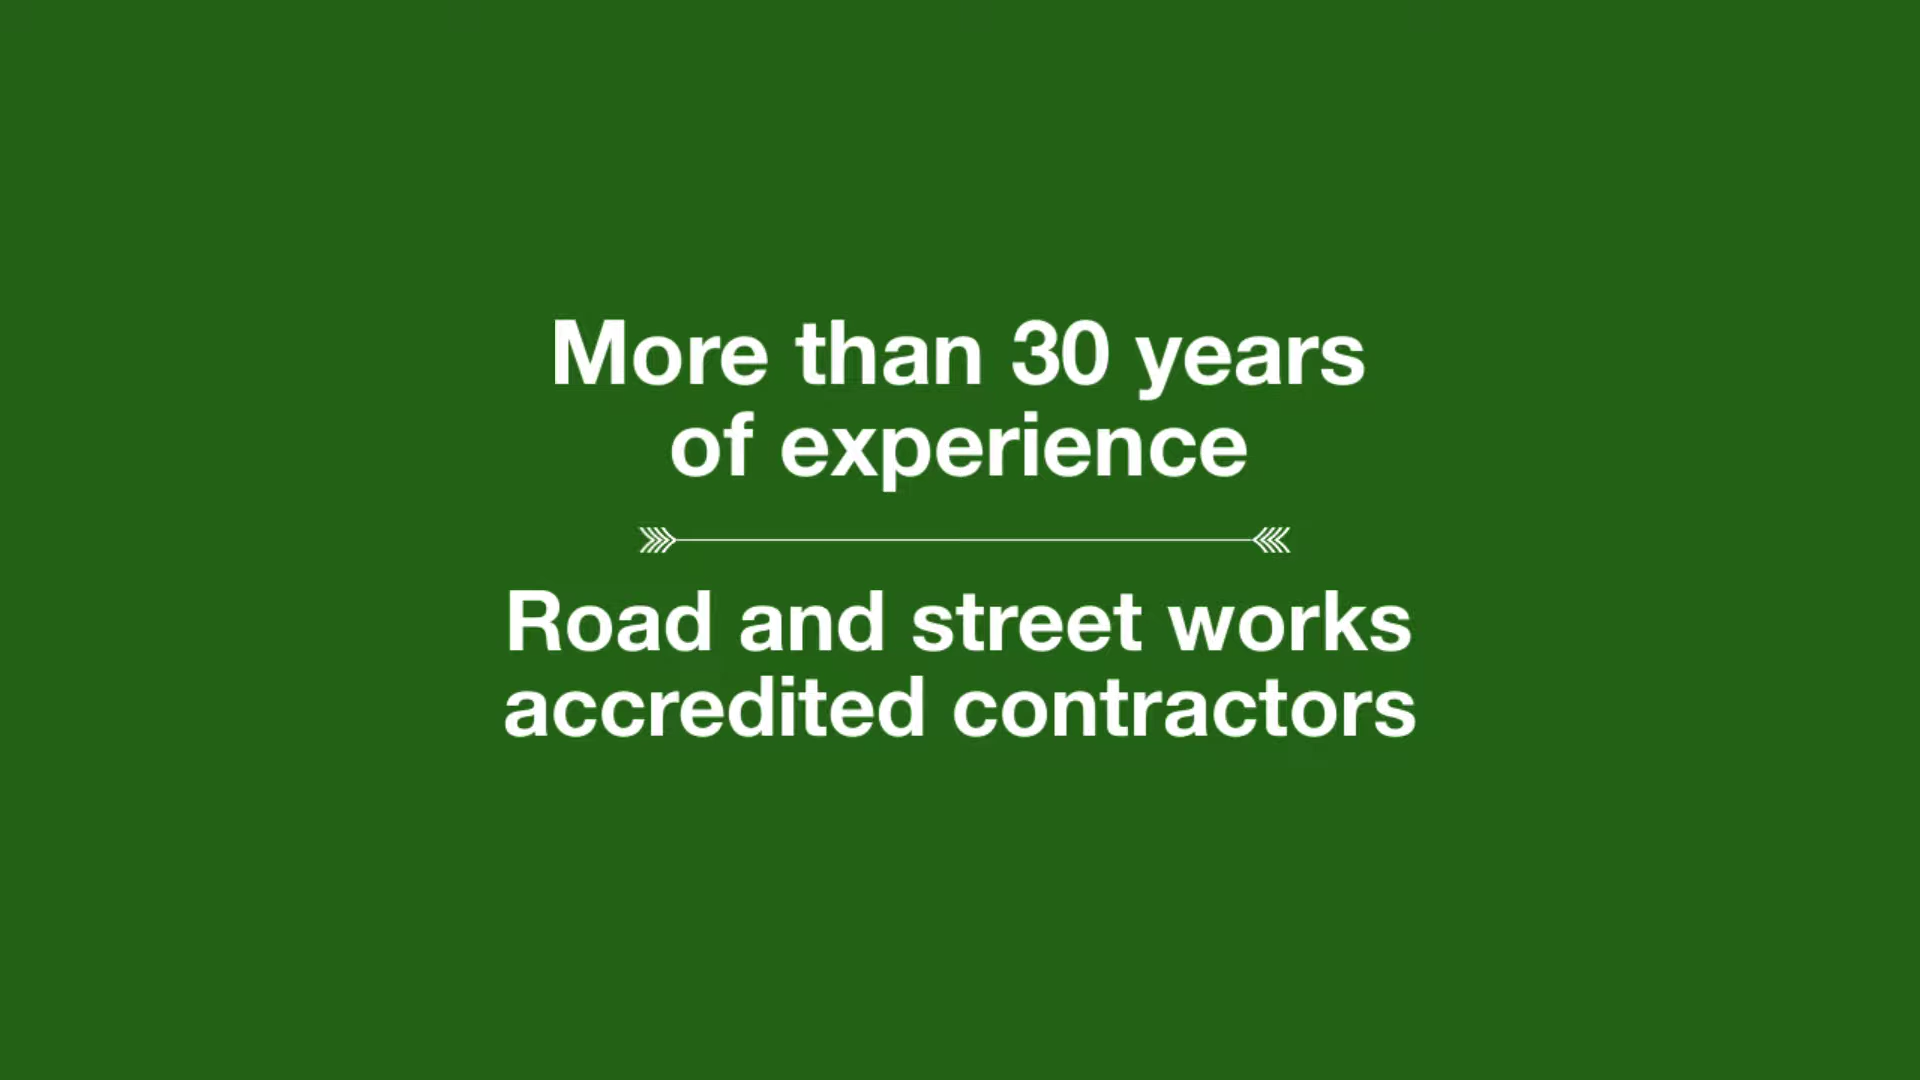 More than 30 years
of experience
Road and street works
accredited contractors